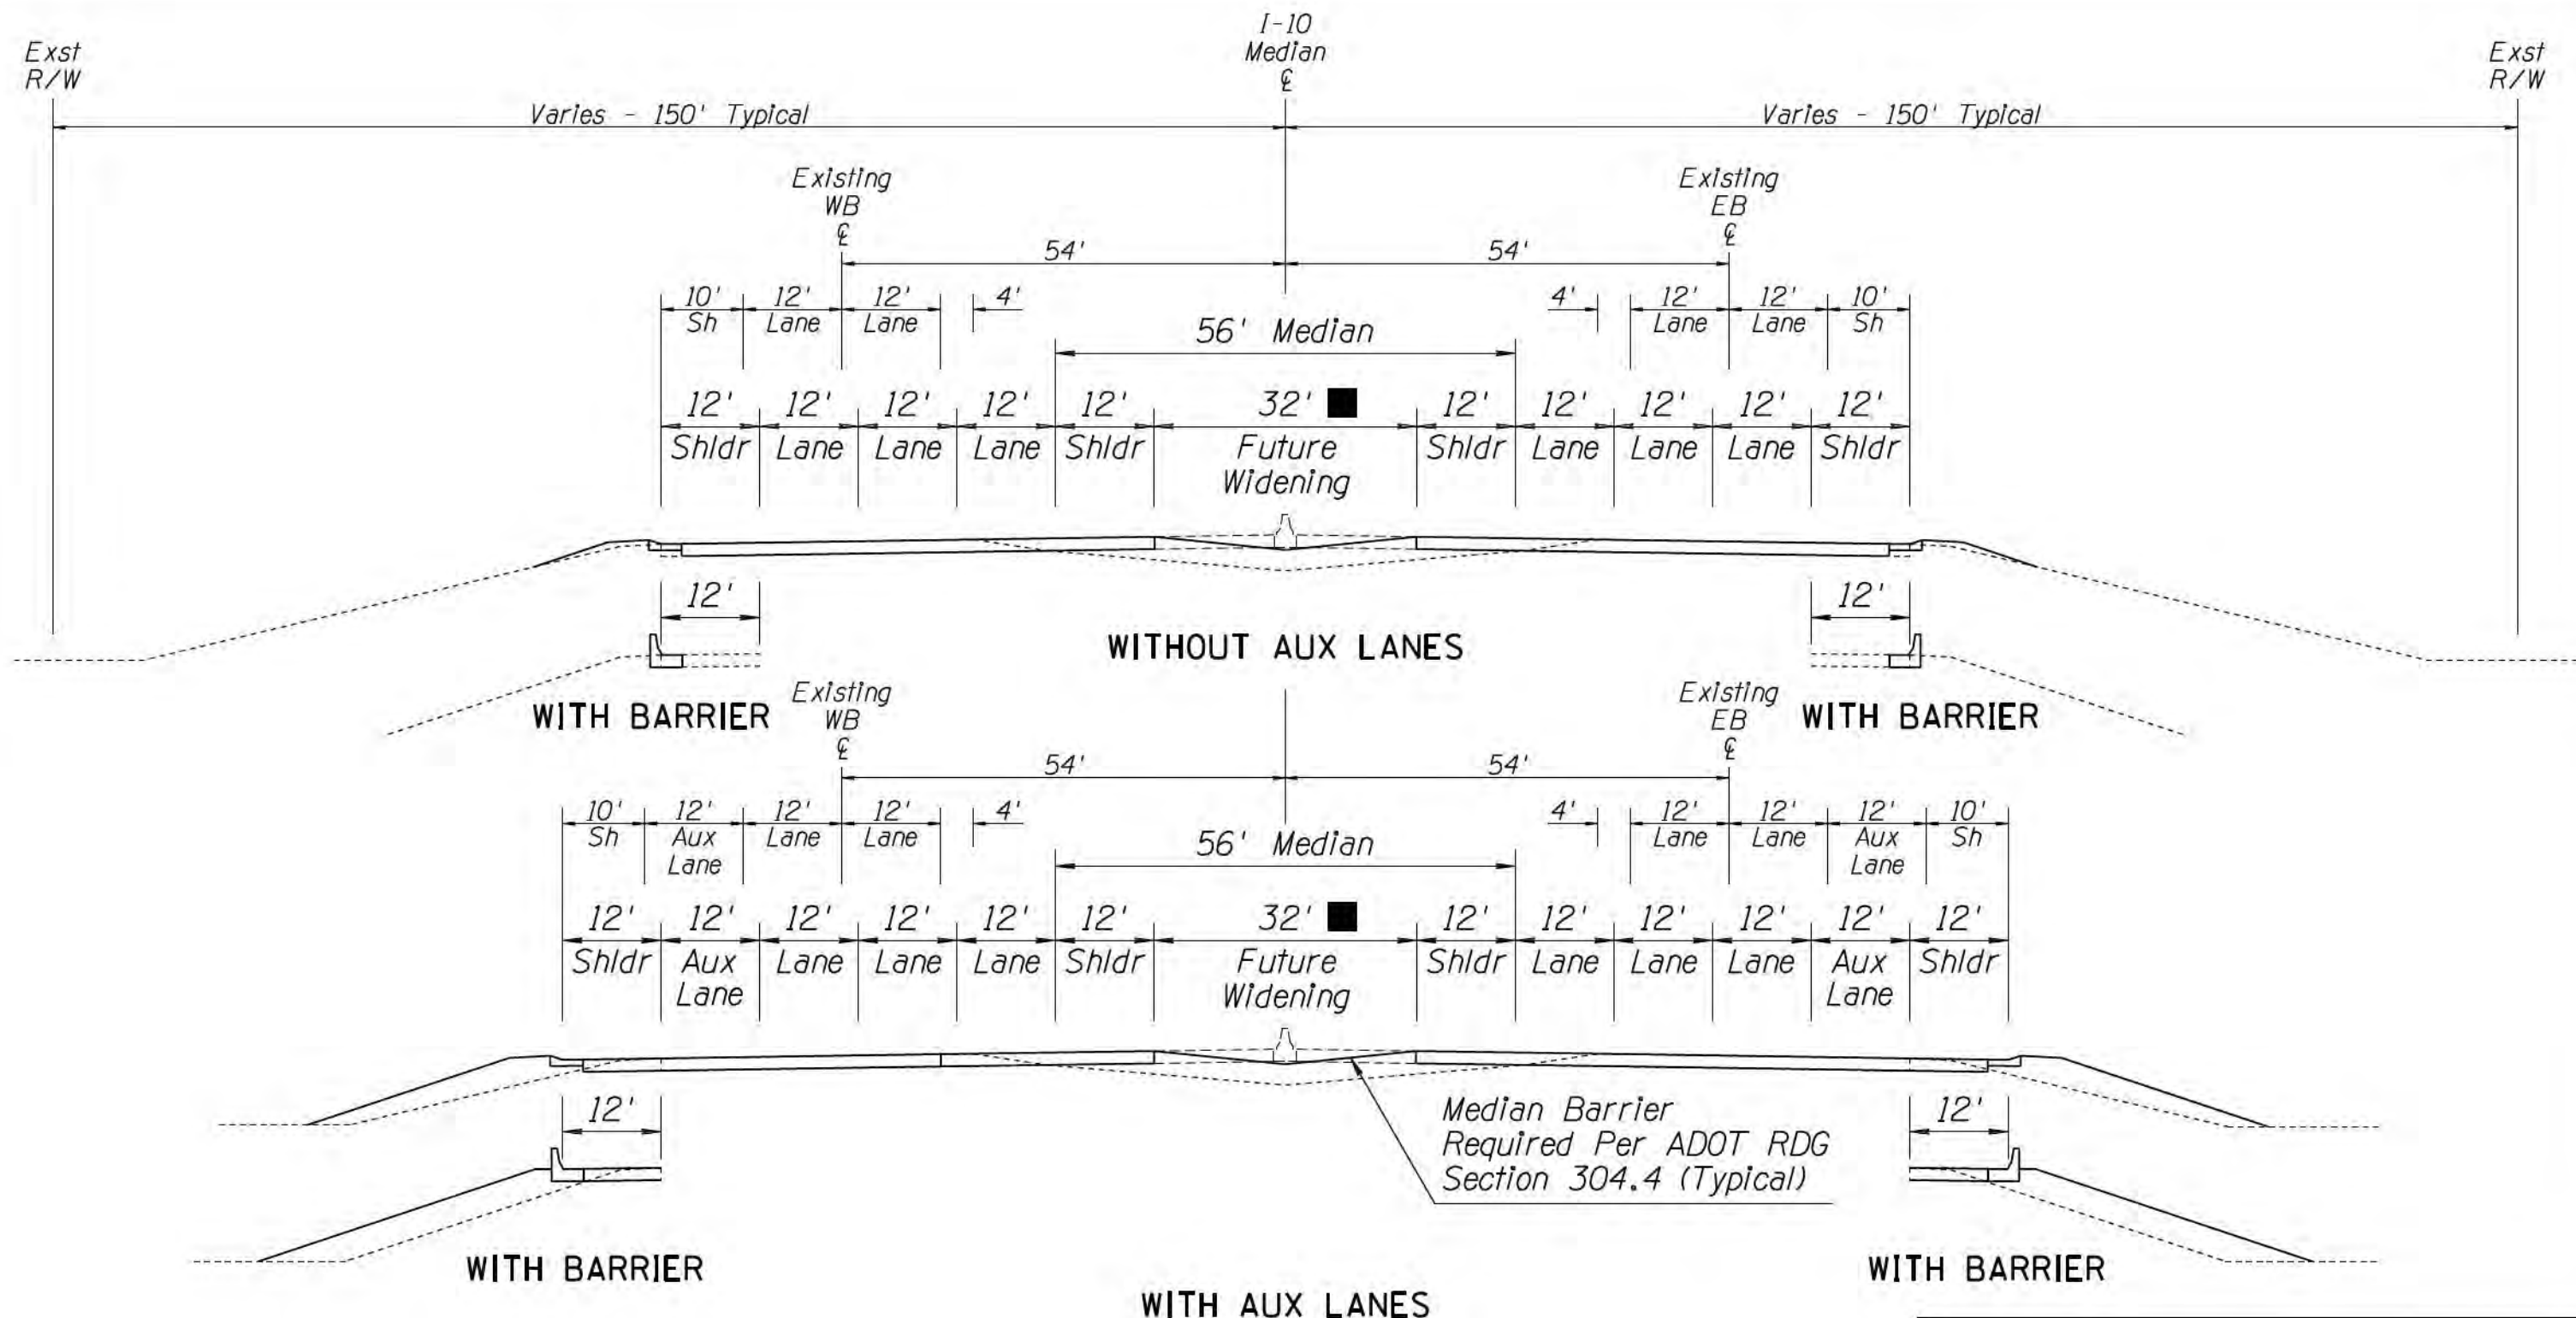 I-10
Median
℄
Exst
R/W
Exst
R/W
Varies - 150' Typical
Varies - 150' Typical
Existing
WB
℄
Existing
EB
℄
54'
54'
10' 12' 12' 4' 4' 12' 12' 10'
Sh Lane Lane Lane Lane Sh
56' Median
12' 12' 12' 12' 12' 32' 12' 12' 12' 12' 12'
Shldr Lane Lane Lane Shldr Future Shldr Lane Lane Lane Shldr
Widening
12'
12'
WITHOUT AUX LANES
WITH BARRIER
WITH BARRIER
Existing
WB
℄
Existing
EB
℄
54'
54'
10' 12' 12' 12' 4' 4' 12' 12' 12' 10'
Sh Aux Lane Lane Lane Lane Aux Sh
Lane Lane
56' Median
12' 12' 12' 12' 12' 12' 32' 12' 12' 12' 12' 12' 12'
Shldr Aux Lane Lane Lane Shldr Future Shldr Lane Lane Lane Aux Shldr
Lane Widening Lane
12'
12'
Median Barrier
Required Per ADOT RDG
Section 304.4 (Typical)
WITH BARRIER
WITH BARRIER
WITH AUX LANES